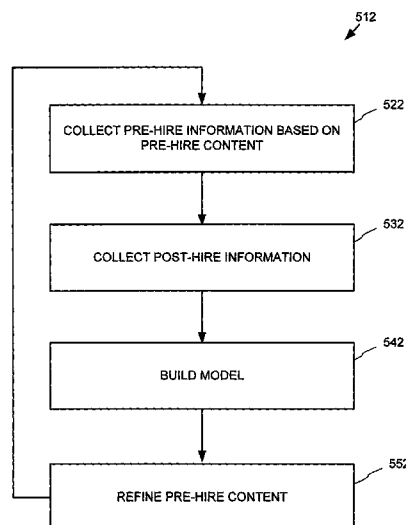 512
COLLECT PRE-HIRE INFORMATION BASED ON
PRE-HIRE CONTENT
522
COLLECT POST-HIRE INFORMATION
532
BUILD MODEL
542
REFINE PRE-HIRE CONTENT
552